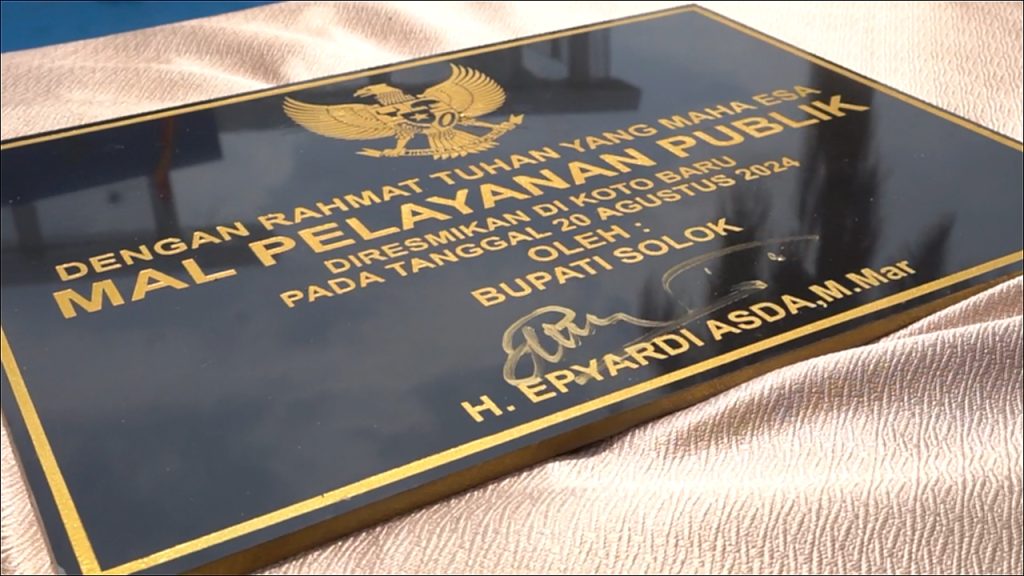 DENGAN RAHMAT TUHAN YANG MAHA ESA
MAL PELAYANAN PUBLIK
DIRESMIKAN DI KOTO BARU
PADA TANGGAL 20 AGUSTUS 2024
OLEH :
BUPATI SOLOK
H. EPYARDI ASDA,M.Mar